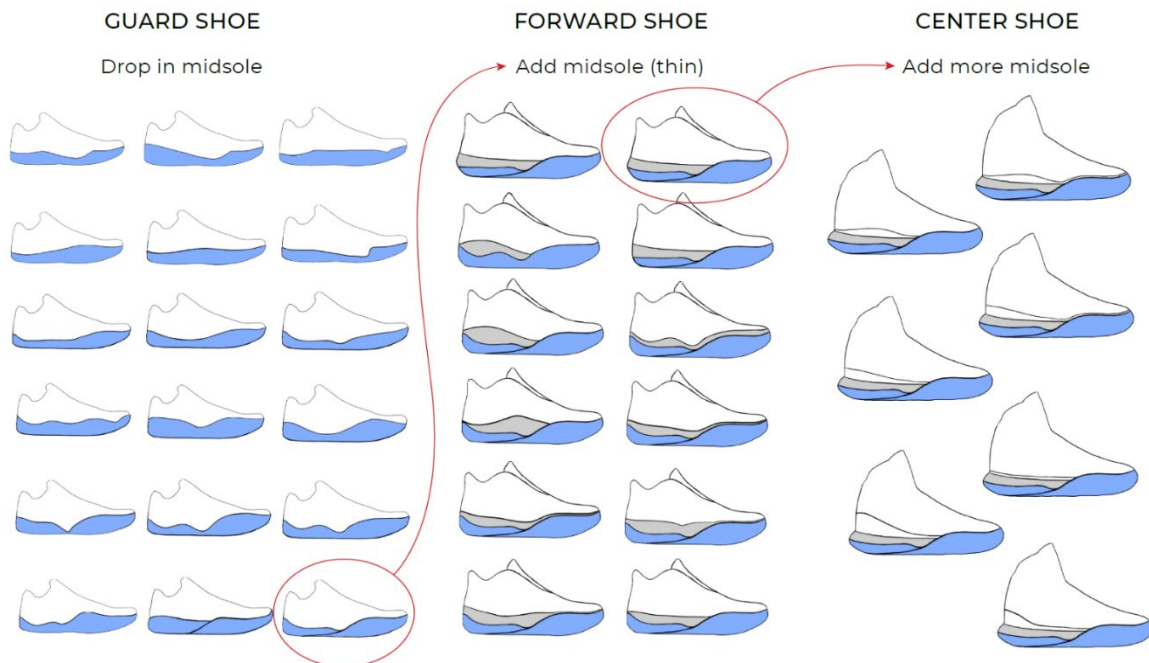 GUARD SHOE
Drop in midsole
FORWARD SHOE
Add midsole (thin)
CENTER SHOE
Add more midsole